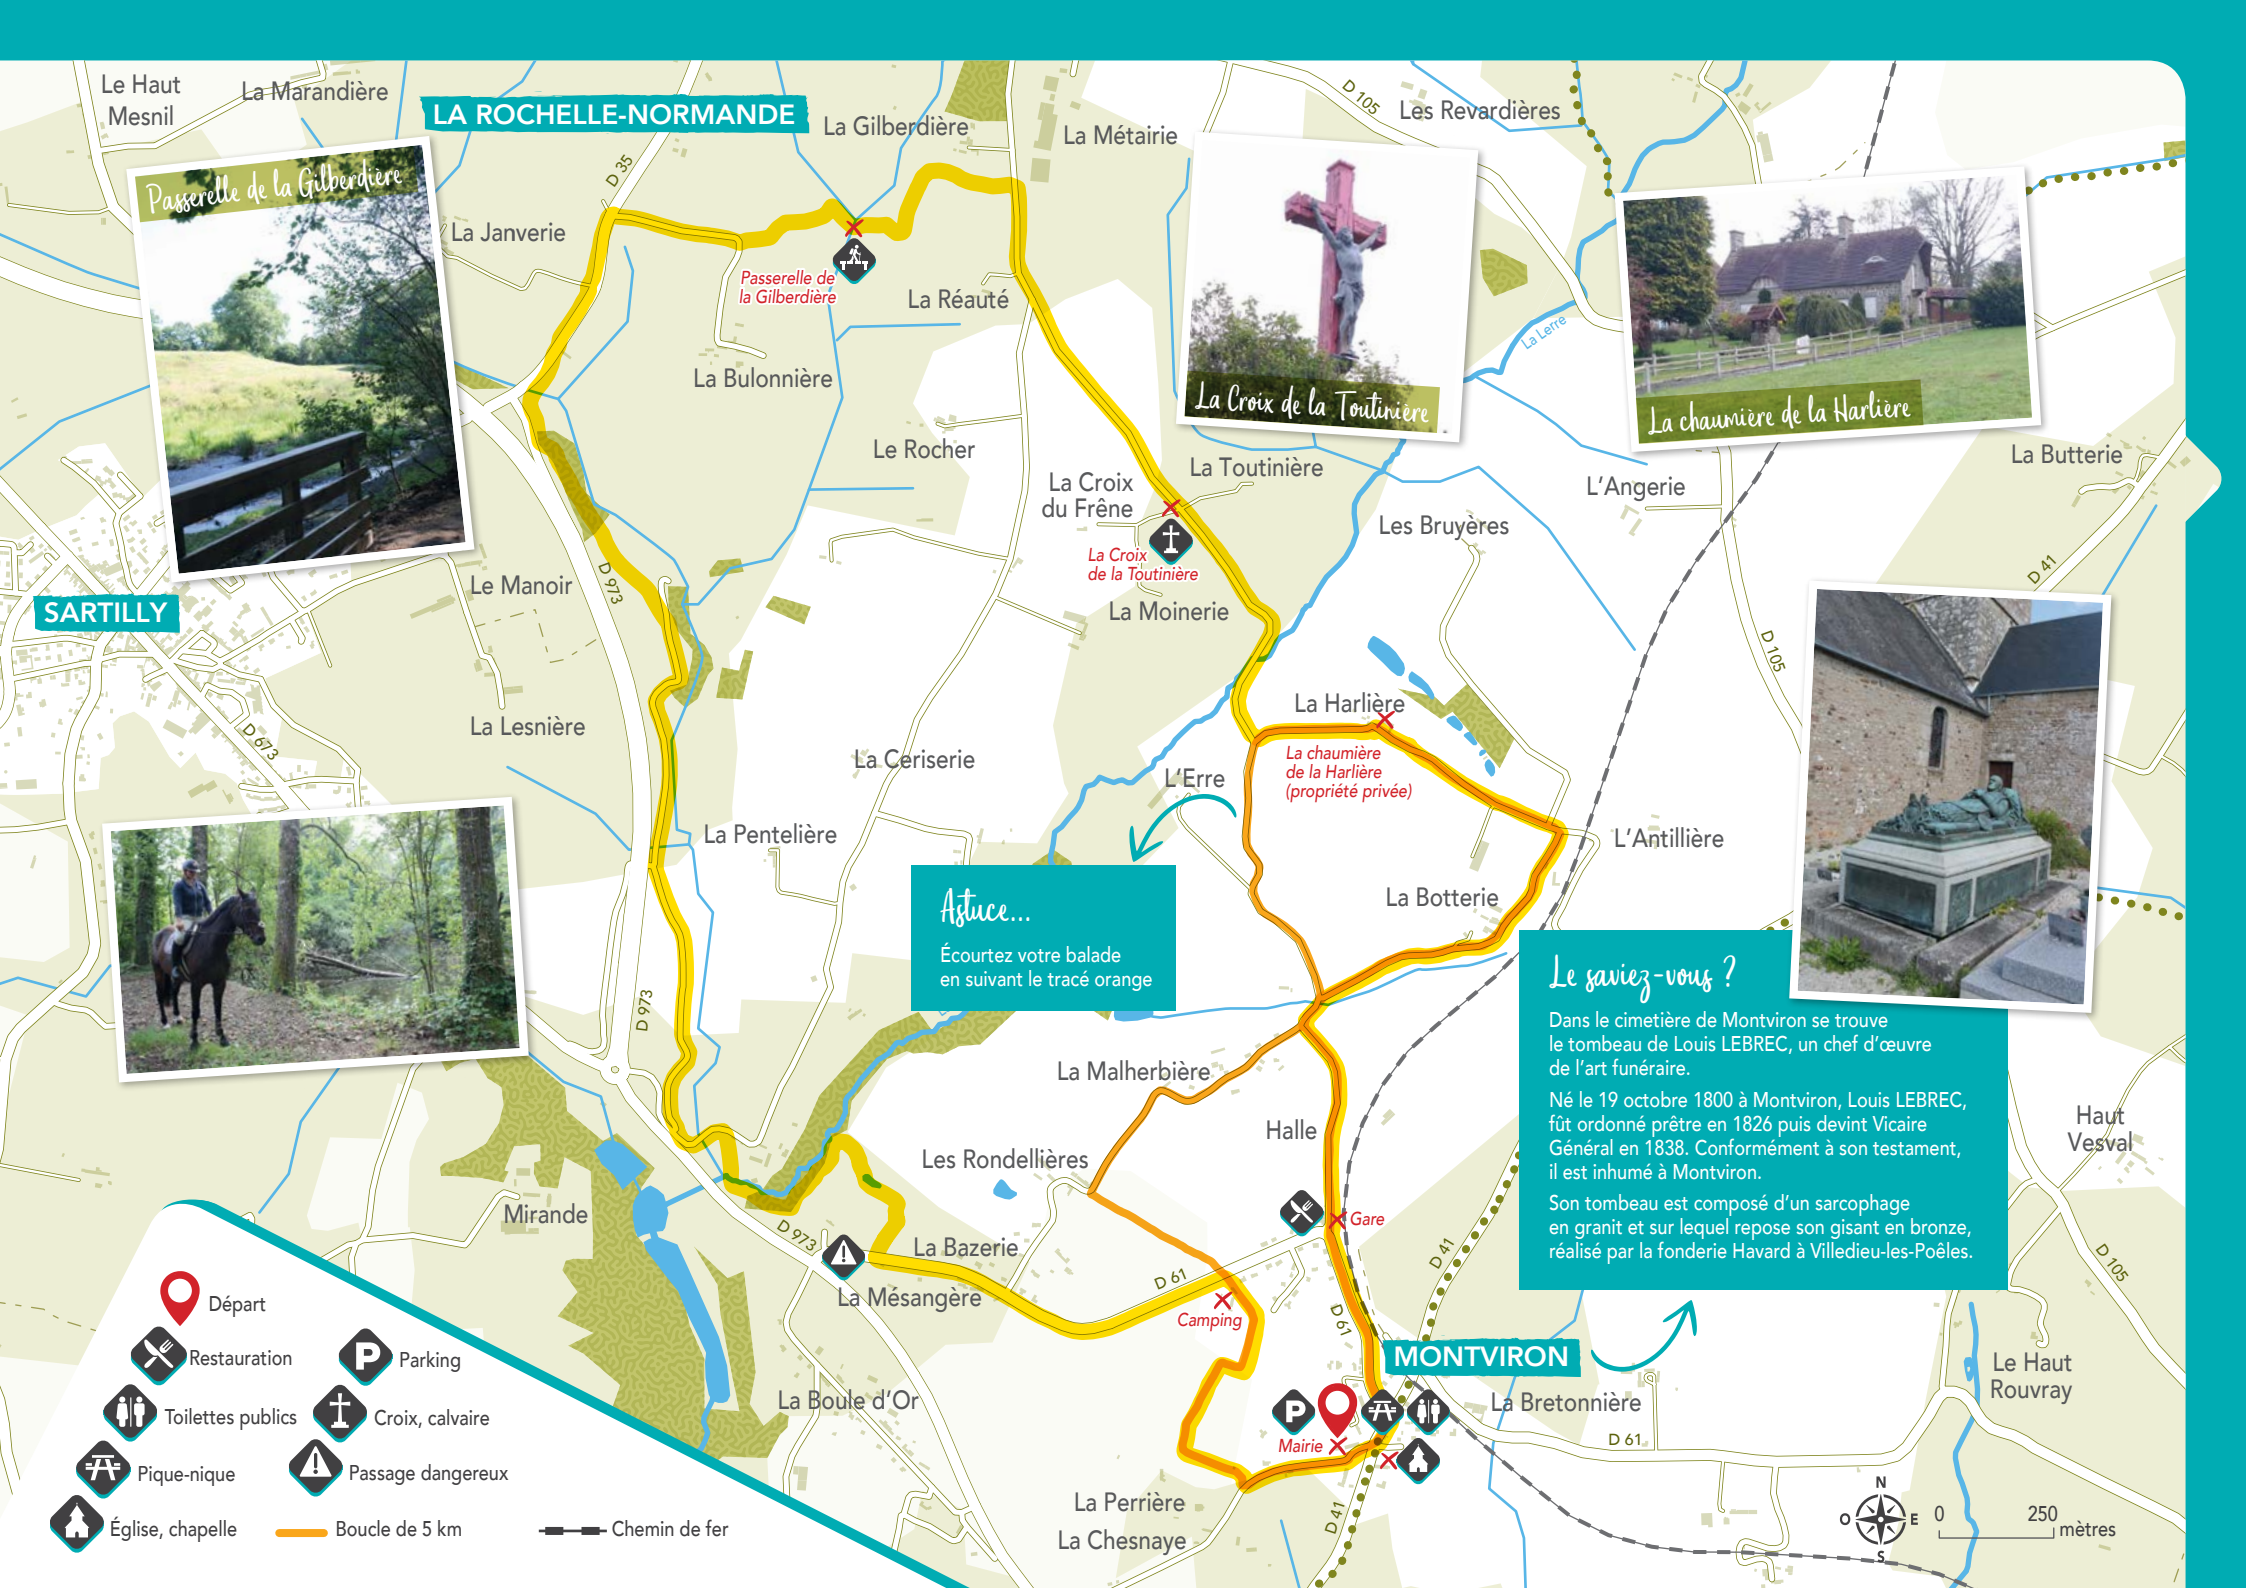 Le Haut
Mesnil
La Marandière
LA ROCHELLE-NORMANDE
La Gilberdière
La Métairie
D 105
Les Revardières
D 35
Passerelle de la Gilberdière
La Janverie
Passerelle de
la Gilberdière
La Réauté
La Lerre
La Croix de la Toutinière
La chaumière de la Harlière
La Bulonnière
Le Rocher
La Croix
du Frêne
La Toutinière
L'Angerie
La Butterie
Les Bruyères
La Croix
de la Toutinière
La Moinerie
D 41
D 973
Le Manoir
SARTILLY
D 105
La Lesnière
D 673
La Harlière
La chaumière
de la Harlière
(propriété privée)
La Ceriserie
L'Erre
La Pentelière
L'Antillière
La Botterie
Astuce...
Écourtez votre balade
en suivant le tracé orange
D 973
Le saviez-vous ?
Dans le cimetière de Montviron se trouve
le tombeau de Louis LEBREC, un chef d'œuvre
de l'art funéraire.
Né le 19 octobre 1800 à Montviron, Louis LEBREC,
fût ordonné prêtre en 1826 puis devint Vicaire
Général en 1838. Conformément à son testament,
il est inhumé à Montviron.
Son tombeau est composé d'un sarcophage
en granit et sur lequel repose son gisant en bronze,
réalisé par la fonderie Havard à Villedieu-les-Poêles.
La Malherbière
Halle
Haut
Vesval
Les Rondellières
Mirande
D 973
La Bazerie
Gare
D 41
D 105
D 61
La Mésangère
Camping
D 61
MONTVIRON
Le Haut
Rouvray
La Boule d'Or
P
La Bretonnière
Mairie
D 61
La Perrière
La Chesnaye
D 41
Départ
Restauration
P
Parking
Toilettes publics
Croix, calvaire
Pique-nique
Passage dangereux
Église, chapelle
Boucle de 5 km
Chemin de fer
N
O
E
S
0
250
mètres